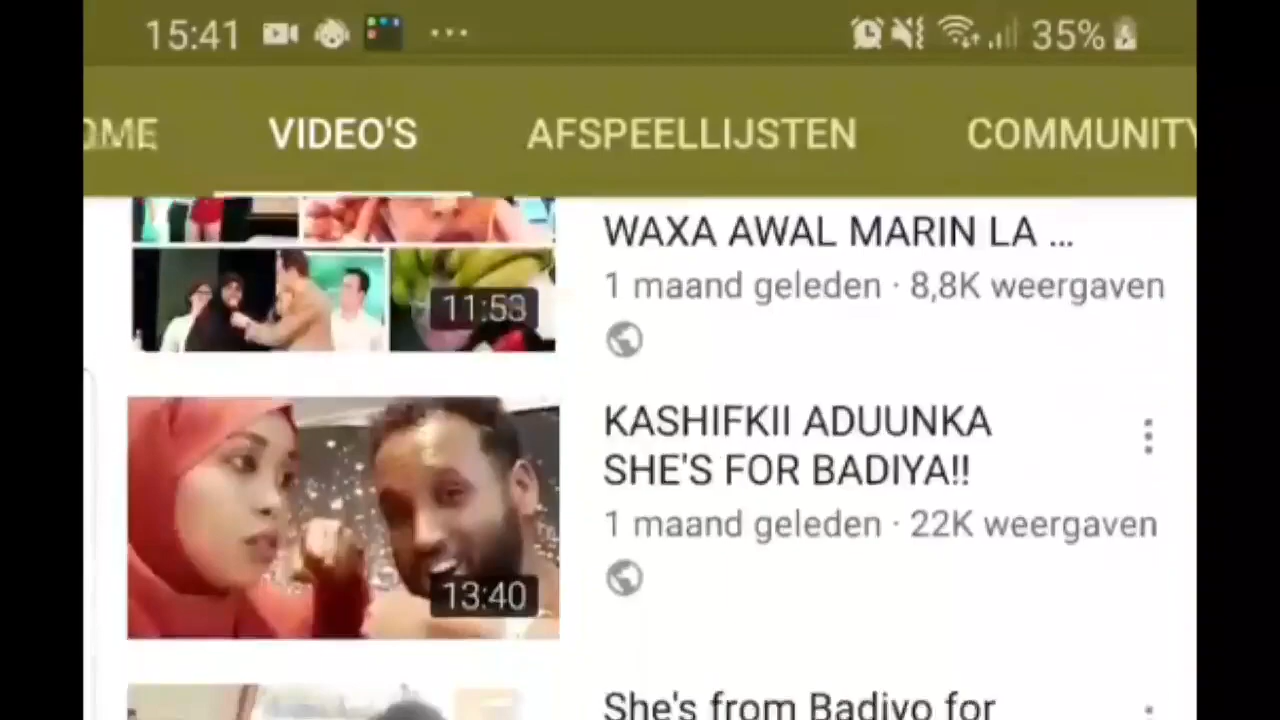 15:41 35%
OME VIDEO'S AFSPEELLIJSTEN COMMUNITY
WAXA AWAL MARIN LA ...
1 maand geleden · 8,8K weergaven
11:53
KASHIFKII ADUUNKA
SHE'S FOR BADIYA!!
1 maand geleden · 22K weergaven
13:40
She's from Badiyo for